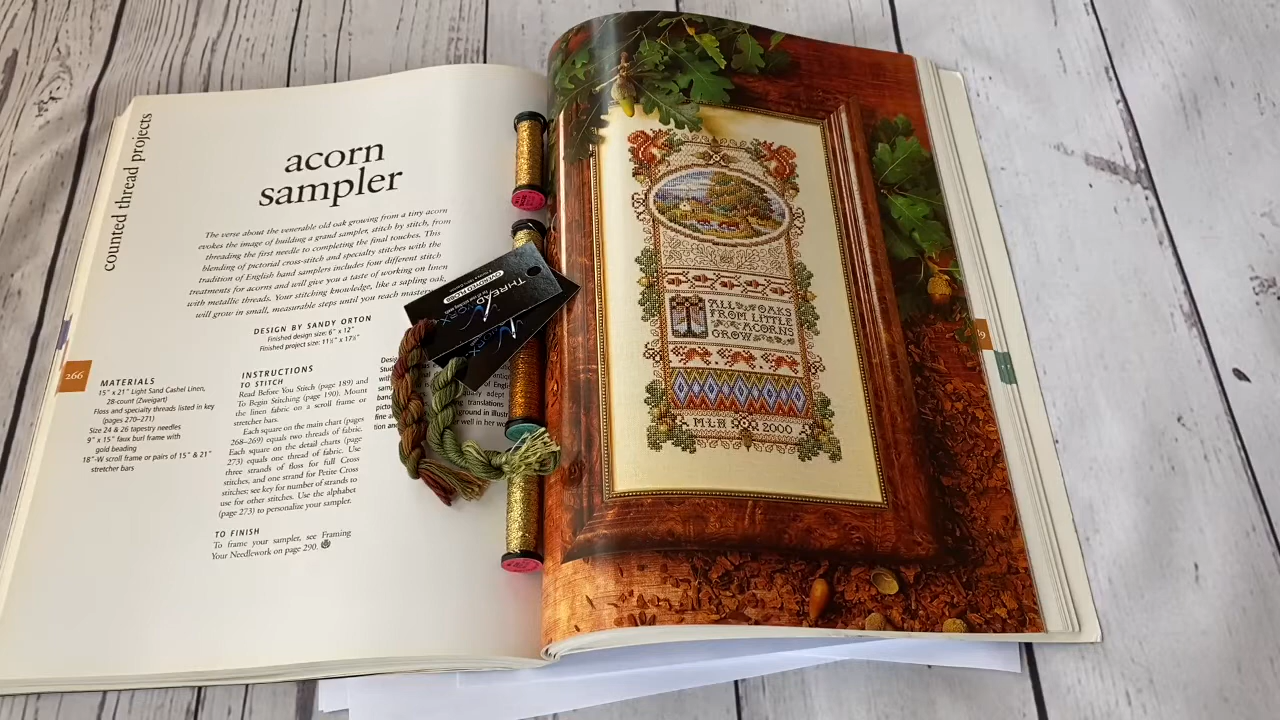 counted thread projects
acorn
sampler
The verse about the venerable old oak growing from a tiny acorn
evokes the image of building a grand sampler, stitch by stitch, from
threading the first needle to completing the final touches. This
blending of pictorial cross-stitch and specialty stitches with the
tradition of English band samplers includes four different stitch
treatments for acorns and will give you a taste of working on linen
with metallic threads. Your stitching knowledge, like a sapling oak,
will grow in small, measurable steps until you reach
DESIGN BY SANDY ORTON
Finished design size: 6" x 12"
Finished project size: 11½" x 17½"
266
MATERIALS
15" x 21" Light Sand Cashel Linen,
28-count (Zweigart)
Floss and specialty threads listed in key
(pages 270–271)
Size 24 & 26 tapestry needles
9" x 15" faux burl frame with
gold beading
18"-W scroll frame or pairs of 15" & 21"
stretcher bars
INSTRUCTIONS
TO STITCH
Read Before You Stitch (page 189) and
To Begin Stitching (page 190). Mount
the linen fabric on a scroll frame or
stretcher bars.
Each square on the main chart (pages
268–269) equals two threads of fabric.
Each square on the detail charts (page
273) equals one thread of fabric. Use
three strands of floss for full Cross
stitches, and one strand for Petite Cross
stitches; see key for number of strands to
use for other stitches. Use the alphabet
(page 273) to personalize your sampler.
TO FINISH
To frame your sampler, see Framing
Your Needlework on page 290.
THREAD
WORX
ALL OAKS
FROM LITTLE
ACORNS
GROW
MLR 2000